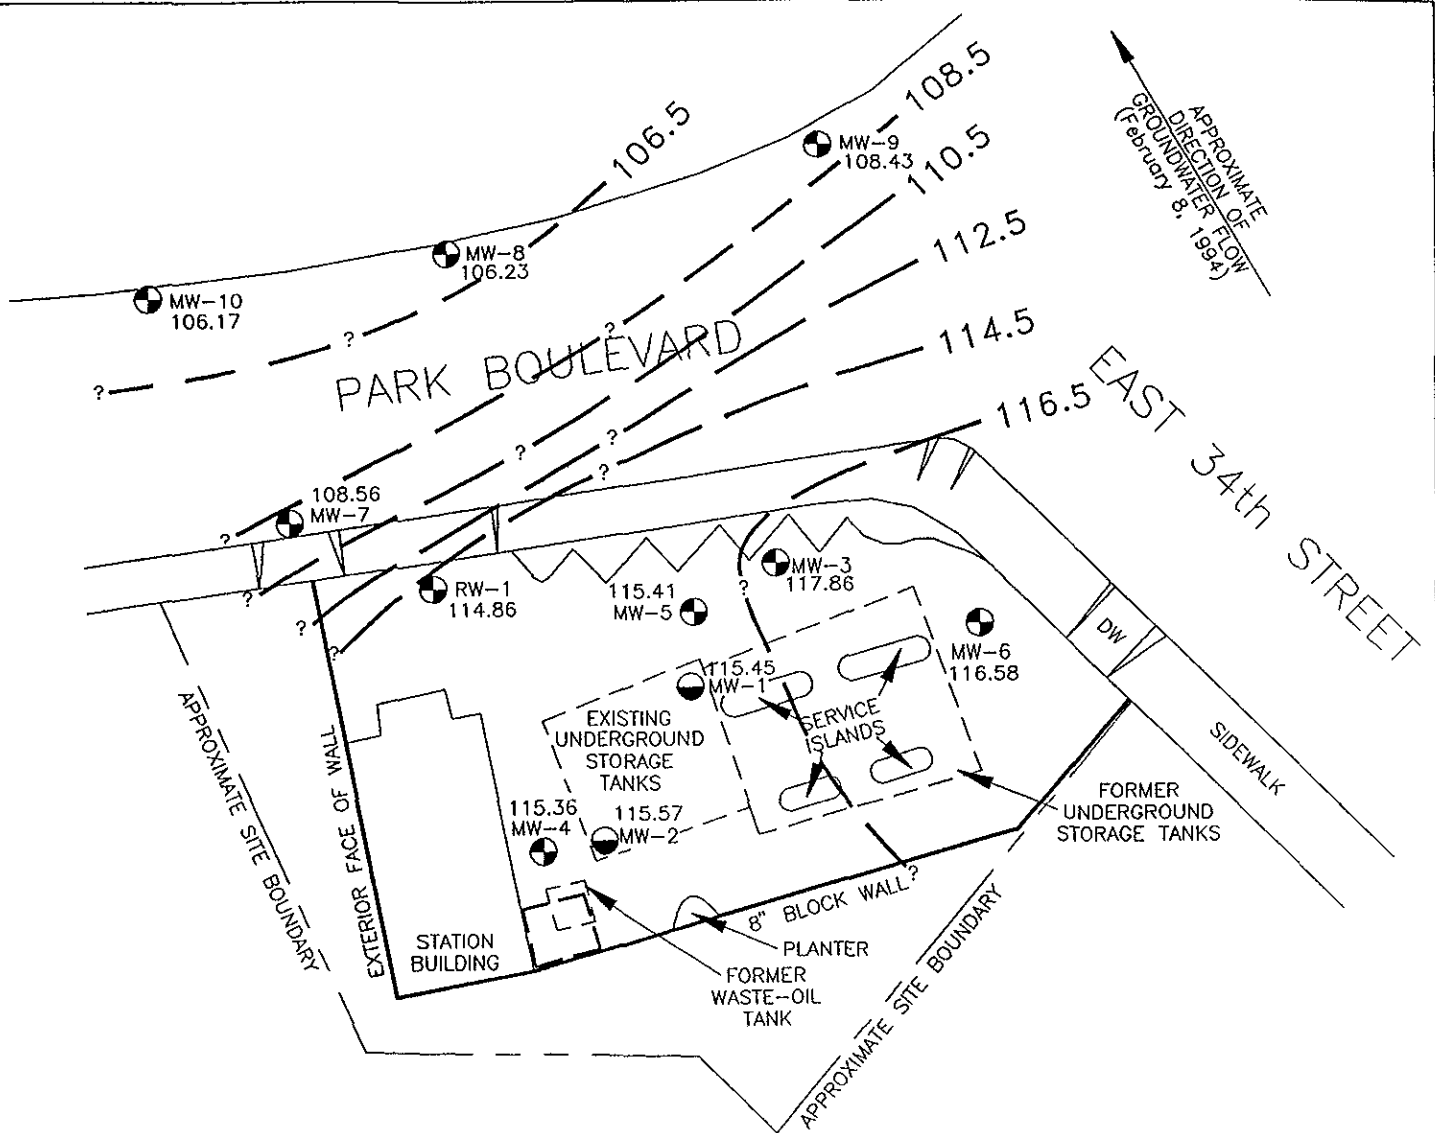 106.5
108.5
110.5
112.5
114.5
116.5
APPROXIMATE
DIRECTION OF
GROUNDWATER FLOW
(February 8, 1994)
MW-9
108.43
MW-8
106.23
MW-10
106.17
?
?
?
PARK BOULEVARD
EAST 34th STREET
?
?
?
108.56
MW-7
?
?
?
?
RW-1
114.86
115.41
MW-5
MW-3
117.86
?
MW-6
116.58
DW
SIDEWALK
115.45
MW-1
SERVICE
ISLANDS
EXISTING
UNDERGROUND
STORAGE
TANKS
115.36
MW-4
115.57
MW-2
FORMER
UNDERGROUND
STORAGE TANKS
APPROXIMATE SITE BOUNDARY
EXTERIOR FACE OF WALL
STATION
BUILDING
8" BLOCK WALL
?
PLANTER
FORMER
WASTE-OIL
TANK
APPROXIMATE SITE BOUNDARY